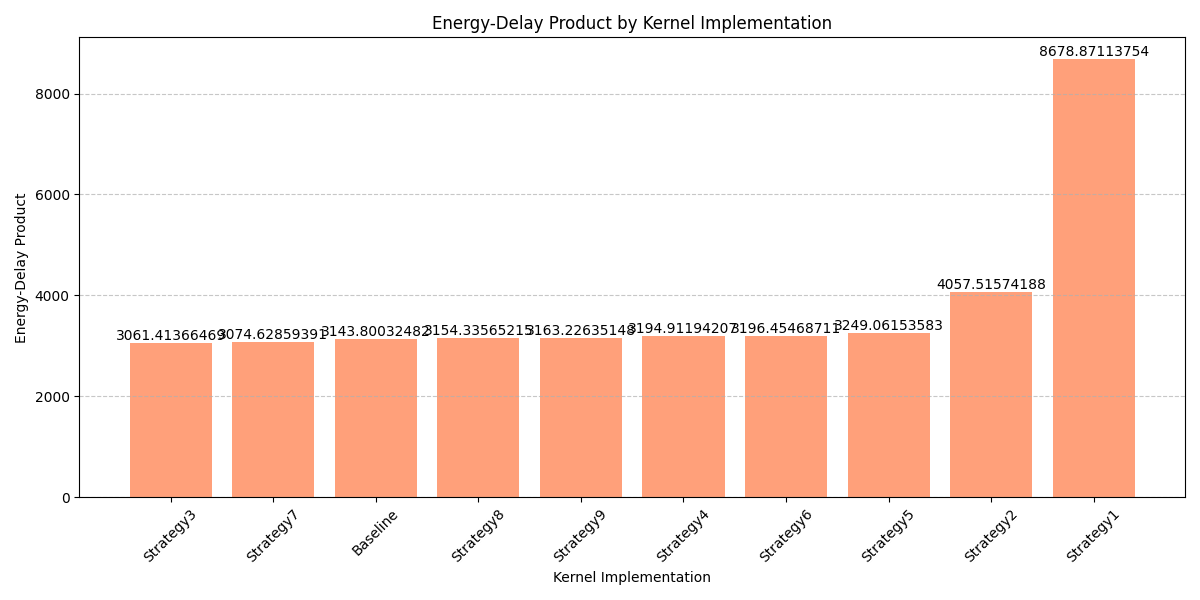 Energy-Delay Product by Kernel Implementation
8678.87113754
8000
6000
Energy-Delay Product
4057.51574188
4000
3061.41366469
3074.62859391
3143.80032482
3154.33565215
3163.22635148
3194.91194207
3196.45468711
3249.06153583
2000
0
Strategy3
Strategy7
Baseline
Strategy8
Strategy9
Strategy4
Strategy6
Strategy5
Strategy2
Strategy1
Kernel Implementation